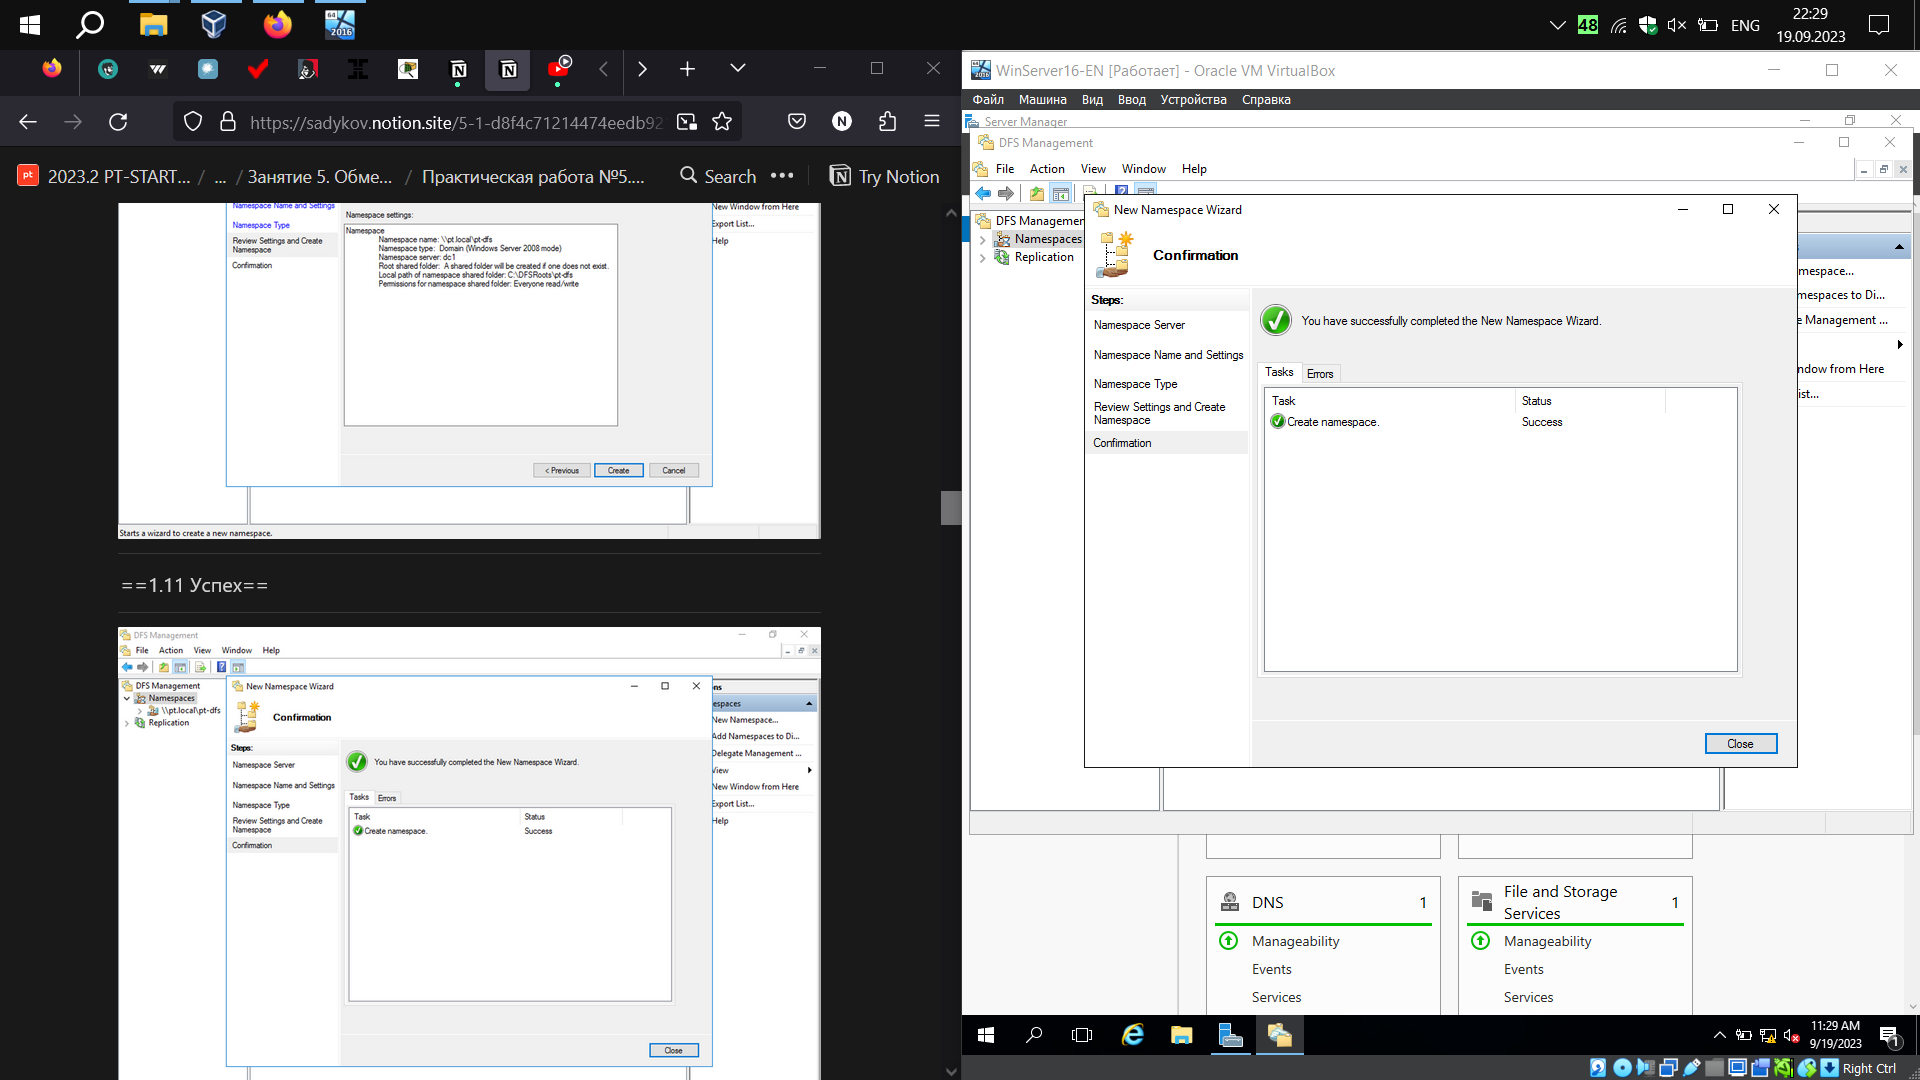 22:29
ENG
48
19.09.2023
https://sadykov.notion.site/5-1-d8f4c71214474eedb92
2023.2 PT-START... / ... / Занятие 5. Обме... / Практическая работа №5....
Search
Try Notion
Namespace Name and Settings
Namespace Type
Review Settings and Create
Namespace
Confirmation
Namespace settings:
Namespace
Namespace name: \\pt.local\pt-dfs
Namespace type: Domain (Windows Server 2008 mode)
Namespace server: dc1
Root shared folder: A shared folder will be created if one does not exist.
Local path of namespace shared folder: C:\DFSRoots\pt-dfs
Permissions for namespace shared folder: Everyone read/write
New Window from Here
Export List...
Help
< Previous
Create
Cancel
Starts a wizard to create a new namespace.
==1.11 Успех==
DFS Management
File Action View Window Help
DFS Management
Namespaces
\\pt.local\pt-dfs
Replication
New Namespace Wizard
Confirmation
Steps:
Namespace Server
Namespace Name and Settings
Namespace Type
Review Settings and Create
Namespace
Confirmation
You have successfully completed the New Namespace Wizard.
Tasks Errors
Task Status
Create namespace. Success
Close
ns
espaces
New Namespace...
Add Namespaces to Di...
Delegate Management ...
View
New Window from Here
Export List...
Help
WinServer16-EN [Работает] - Oracle VM VirtualBox
Файл Машина Вид Ввод Устройства Справка
Server Manager
DFS Management
File Action View Window Help
DFS Managemen
Namespaces
Replication
New Namespace Wizard
Confirmation
Steps:
Namespace Server
Namespace Name and Settings
Namespace Type
Review Settings and Create
Namespace
Confirmation
You have successfully completed the New Namespace Wizard.
Tasks Errors
Task Status
Create namespace. Success
Close
mespace...
mespaces to Di...
e Management ...
ndow from Here
ist...
DNS 1
Manageability
Events
Services
File and Storage
Services 1
Manageability
Events
Services
11:29 AM
9/19/2023
1
Right Ctrl